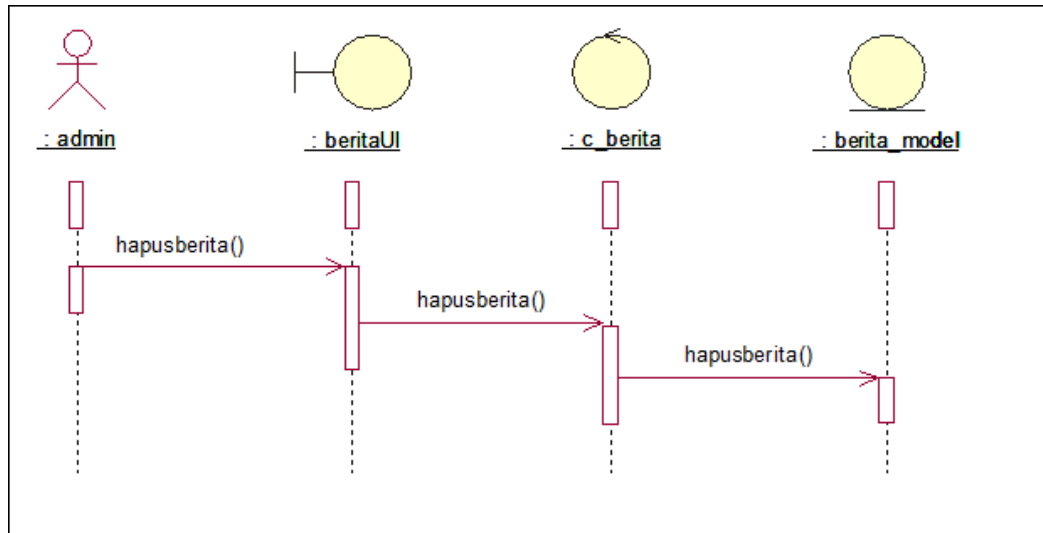 : admin
: beritaUI
: c_berita
: berita_model
hapusberita()
hapusberita()
hapusberita()